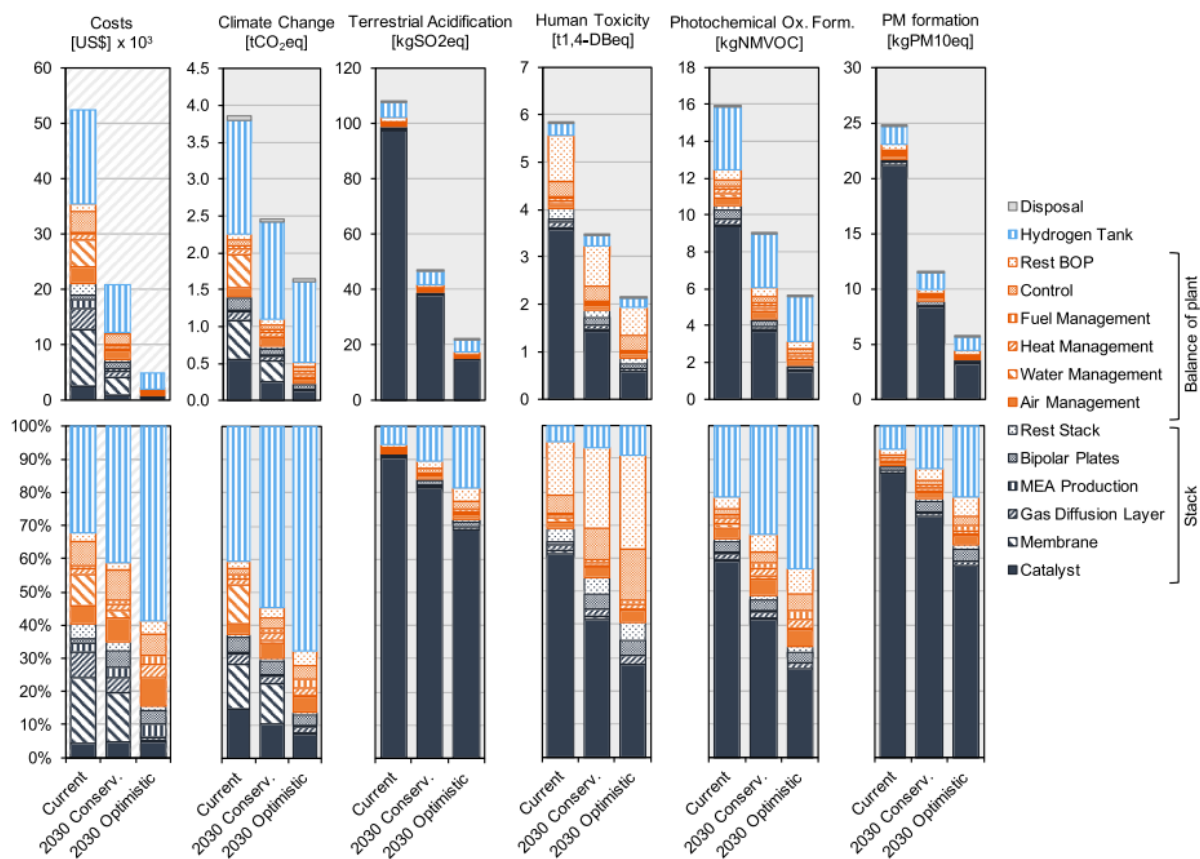 Costs
[US$] x 10³
Climate Change
[tCO₂eq]
Terrestrial Acidification
[kgSO2eq]
Human Toxicity
[t1,4-DBeq]
Photochemical Ox. Form.
[kgNMVOC]
PM formation
[kgPM10eq]
60
50
40
30
20
10
0
4.5
4.0
3.5
3.0
2.5
2.0
1.5
1.0
0.5
0.0
120
100
80
60
40
20
0
7
6
5
4
3
2
1
0
18
16
14
12
10
8
6
4
2
0
30
25
20
15
10
5
0
100%
90%
80%
70%
60%
50%
40%
30%
20%
10%
0%
Current
2030 Conserv.
2030 Optimistic
Current
2030 Conserv.
2030 Optimistic
Current
2030 Conserv.
2030 Optimistic
Current
2030 Conserv.
2030 Optimistic
Current
2030 Conserv.
2030 Optimistic
Current
2030 Conserv.
2030 Optimistic
Disposal
Hydrogen Tank
Rest BOP
Control
Fuel Management
Heat Management
Water Management
Air Management
Rest Stack
Bipolar Plates
MEA Production
Gas Diffusion Layer
Membrane
Catalyst
Balance of plant
Stack